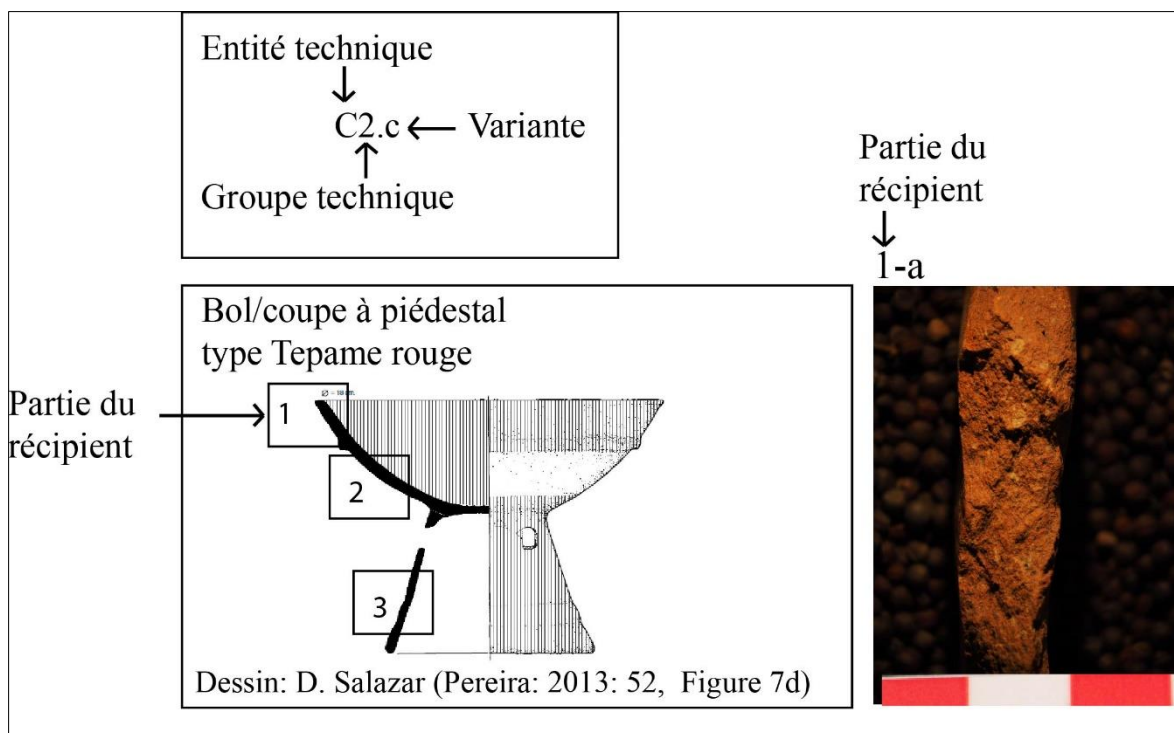 Entité technique
C2.c
Variante
Groupe technique
Partie du
récipient
1-a
Bol/coupe à piédestal
type Tepame rouge
Partie du
récipient
1
2
3
Dessin: D. Salazar (Pereira: 2013: 52, Figure 7d)